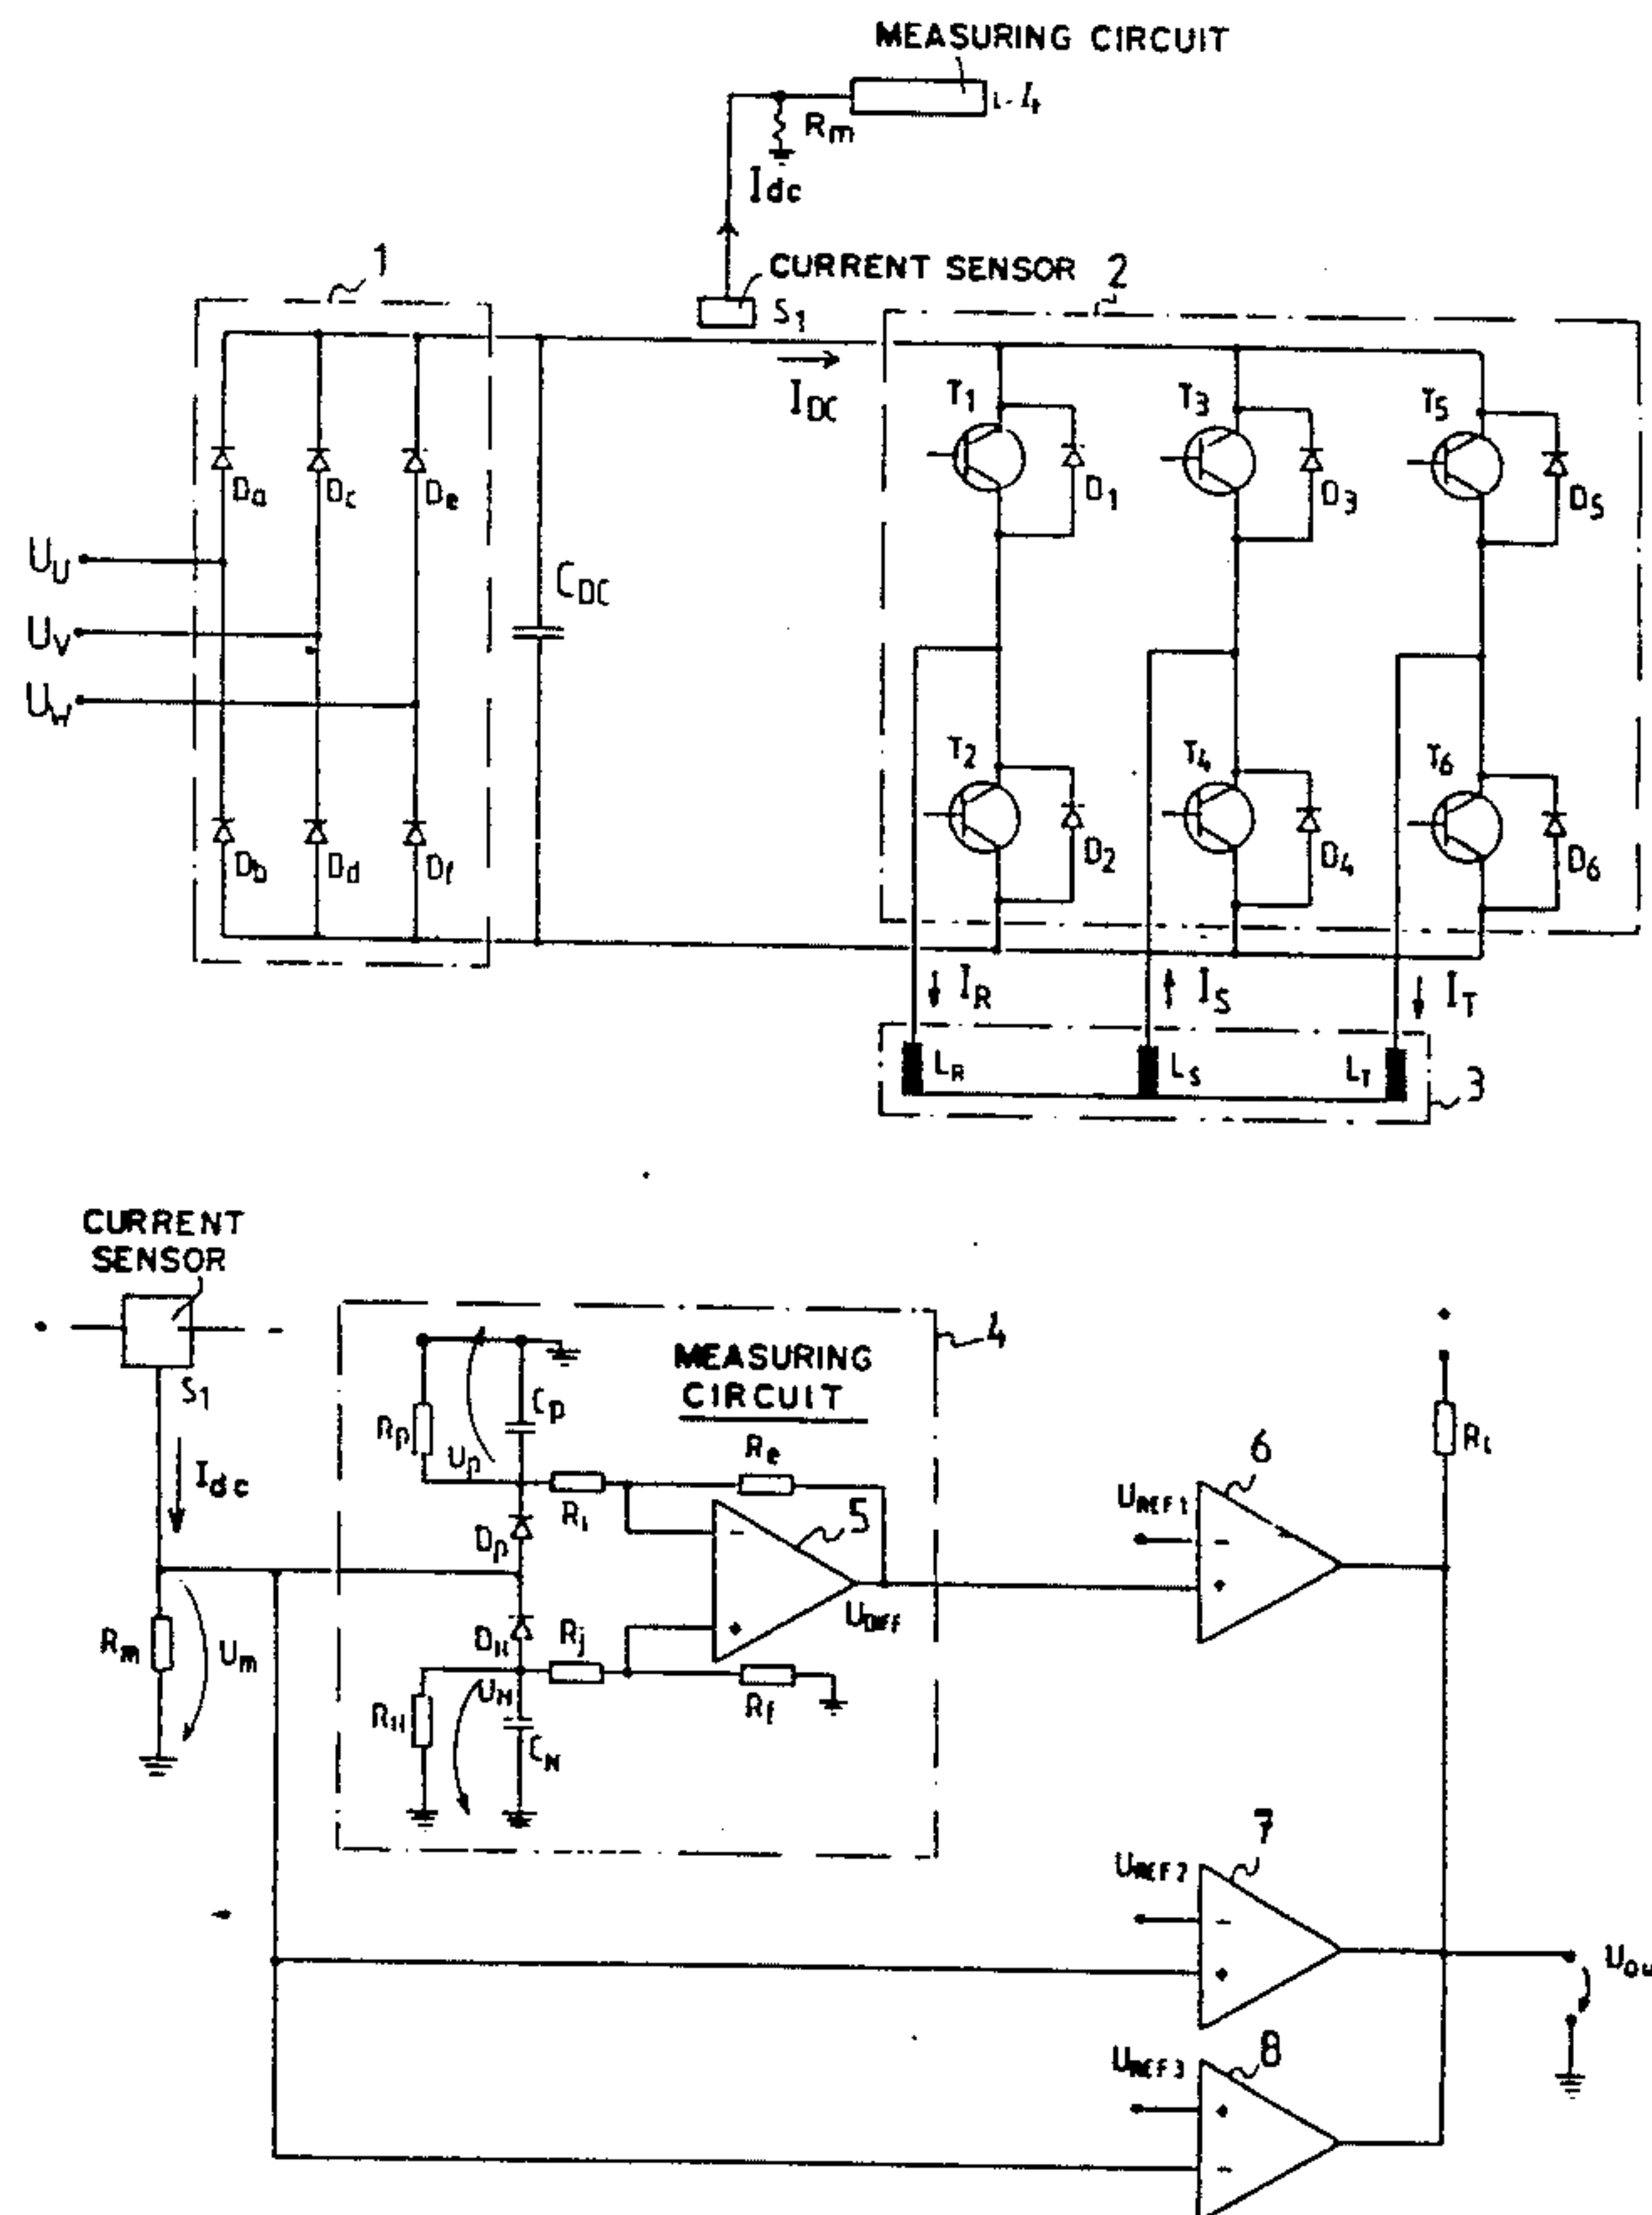 MEASURING CIRCUIT
4
Rm
Idc
CURRENT SENSOR
S1
1
2
IDC
T1
T3
T5
D1
D3
D5
Da
Dc
De
UU
UV
UW
CDC
T2
T4
T6
D2
D4
D6
Db
Dd
Df
IR
IS
IT
LR
LS
LT
3
CURRENT
SENSOR
S1
Idc
Rm
Um
4
MEASURING
CIRCUIT
Rp
Cp
Up
Ri
Re
Dp
5
UDIFF
DN
Rj
Rf
RN
UN
CN
UREF1
6
RL
UREF2
7
UREF3
8